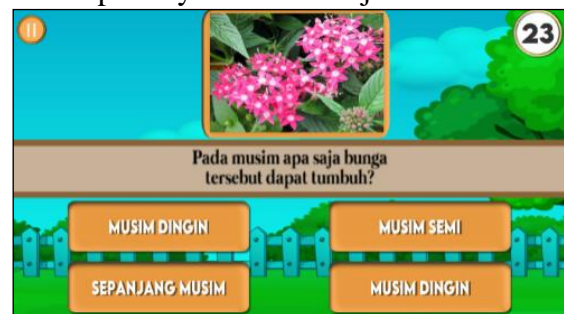 23
Pada musim apa saja bunga
tersebut dapat tumbuh?
MUSIM DINGIN
MUSIM SEMI
SEPANJANG MUSIM
MUSIM DINGIN